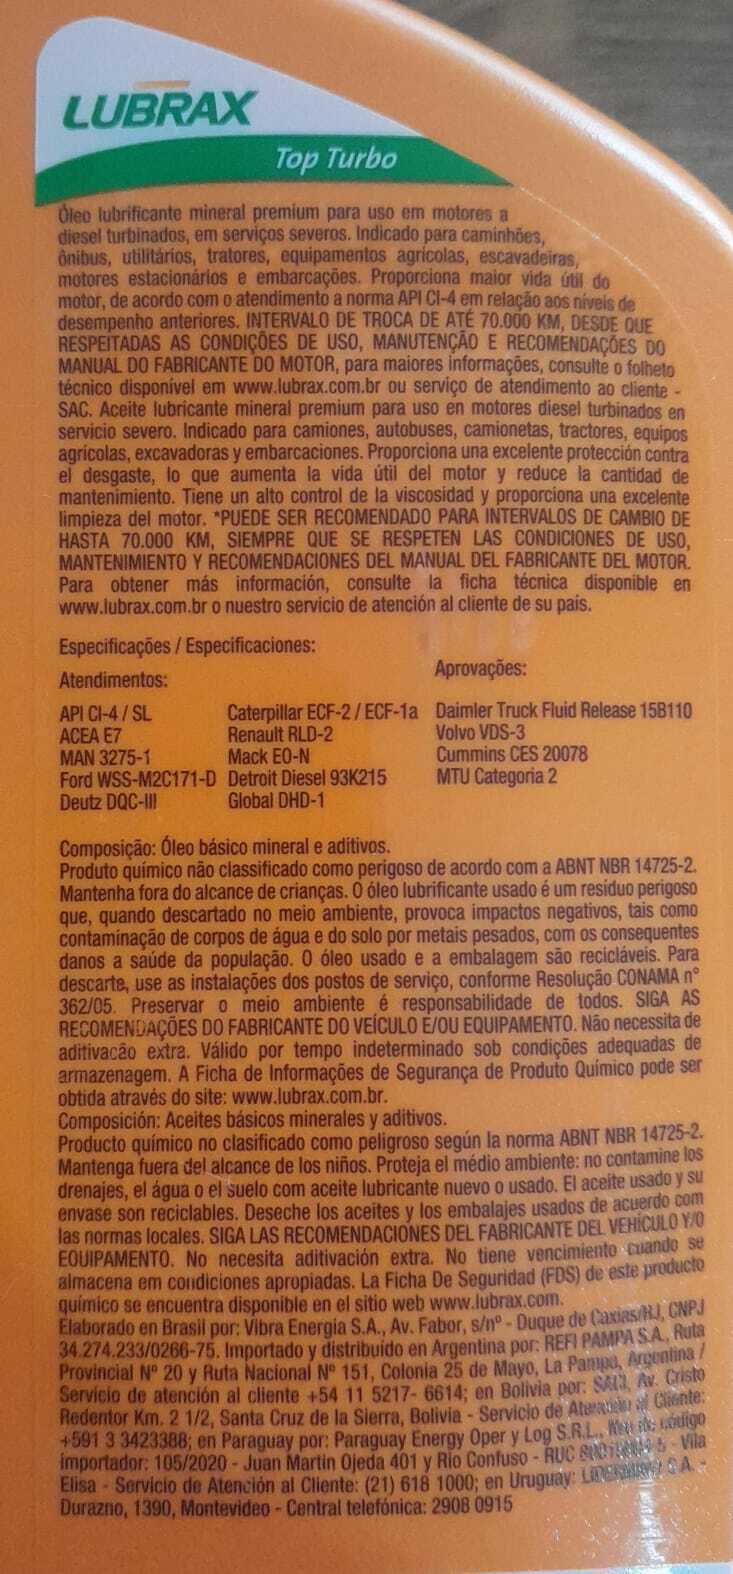 LUBRAX
Top Turbo
Óleo lubrificante mineral premium para uso em motores a
diesel turbinados, em serviços severos. Indicado para caminhões,
ônibus, utilitários, tratores, equipamentos agrícolas, escavadeiras,
motores estacionários e embarcações. Proporciona maior vida útil do
motor, de acordo com o atendimento a norma API CI-4 em relação aos níveis de
desempenho anteriores. INTERVALO DE TROCA DE ATÉ 70.000 KM, DESDE QUE
RESPEITADAS AS CONDIÇÕES DE USO, MANUTENÇÃO E RECOMENDAÇÕES DO
MANUAL DO FABRICANTE DO MOTOR, para maiores informações, consulte o folheto
técnico disponível em www.lubrax.com.br ou serviço de atendimento ao cliente -
SAC. Aceite lubricante mineral premium para uso en motores diesel turbinados en
servicio severo. Indicado para camiones, autobuses, camionetas, tractores, equipos
agrícolas, excavadoras y embarcaciones. Proporciona una excelente protección contra
el desgaste, lo que aumenta la vida útil del motor y reduce la cantidad de
mantenimiento. Tiene un alto control de la viscosidad y proporciona una excelente
limpieza del motor. *PUEDE SER RECOMENDADO PARA INTERVALOS DE CAMBIO DE
HASTA 70.000 KM, SIEMPRE QUE SE RESPETEN LAS CONDICIONES DE USO,
MANTENIMIENTO Y RECOMENDACIONES DEL MANUAL DEL FABRICANTE DEL MOTOR.
Para obtener más información, consulte la ficha técnica disponible en
www.lubrax.com.br o nuestro servicio de atención al cliente de su país.
Especificações / Especificaciones:
Atendimentos:
Aprovações:
API CI-4 / SL Caterpillar ECF-2 / ECF-1a Daimler Truck Fluid Release 15B110
ACEA E7 Renault RLD-2 Volvo VDS-3
MAN 3275-1 Mack EO-N Cummins CES 20078
Ford WSS-M2C171-D Detroit Diesel 93K215 MTU Categoria 2
Deutz DQC-III Global DHD-1
Composição: Óleo básico mineral e aditivos.
Produto químico não classificado como perigoso de acordo com a ABNT NBR 14725-2.
Mantenha fora do alcance de crianças. O óleo lubrificante usado é um resíduo perigoso
que, quando descartado no meio ambiente, provoca impactos negativos, tais como
contaminação de corpos de água e do solo por metais pesados, com os consequentes
danos a saúde da população. O óleo usado e a embalagem são recicláveis. Para
descarte, use as instalações dos postos de serviço, conforme Resolução CONAMA n°
362/05. Preservar o meio ambiente é responsabilidade de todos. SIGA AS
RECOMENDAÇÕES DO FABRICANTE DO VEÍCULO E/OU EQUIPAMENTO. Não necessita de
aditivacão extra. Válido por tempo indeterminado sob condições adequadas de
armazenagem. A Ficha de Informações de Segurança de Produto Químico pode ser
obtida através do site: www.lubrax.com.br.
Composición: Aceites básicos minerales y aditivos.
Producto químico no clasificado como peligroso según la norma ABNT NBR 14725-2.
Mantenga fuera del alcance de los niños. Proteja el médio ambiente: no contamine los
drenajes, el água o el suelo com aceite lubricante nuevo o usado. El aceite usado y su
envase son reciclables. Deseche los aceites y los embalajes usados de acuerdo com
las normas locales. SIGA LAS RECOMENDACIONES DEL FABRICANTE DEL VEHÍCULO Y/O
EQUIPAMENTO. No necesita aditivación extra. No tiene vencimiento cuando se
almacena em condiciones apropiadas. La Ficha De Seguridad (FDS) de este producto
químico se encuentra disponible en el sitio web www.lubrax.com.
Elaborado en Brasil por: Vibra Energia S.A., Av. Fabor, s/nº - Duque de Caxias/RJ, CNPJ
34.274.233/0266-75. Importado y distribuido en Argentina por: REFI PAMPA S.A., Ruta
Provincial Nº 20 y Ruta Nacional Nº 151, Colonia 25 de Mayo, La Pampa, Argentina /
Servicio de atención al cliente +54 11 5217- 6614; en Bolivia por: SACI, Av. Cristo
Redentor Km. 2 1/2, Santa Cruz de la Sierra, Bolivia - Servicio de Atención al Cliente:
+591 3 3423388; en Paraguay por: Paraguay Energy Oper y Log S.R.L., de código
importador: 105/2020 - Juan Martin Ojeda 401 y Rio Confuso - RUC - Vila
Elisa - Servicio de Atención al Cliente: (21) 618 1000; en Uruguay: S.A. -
Durazno, 1390, Montevideo - Central telefónica: 2908 0915